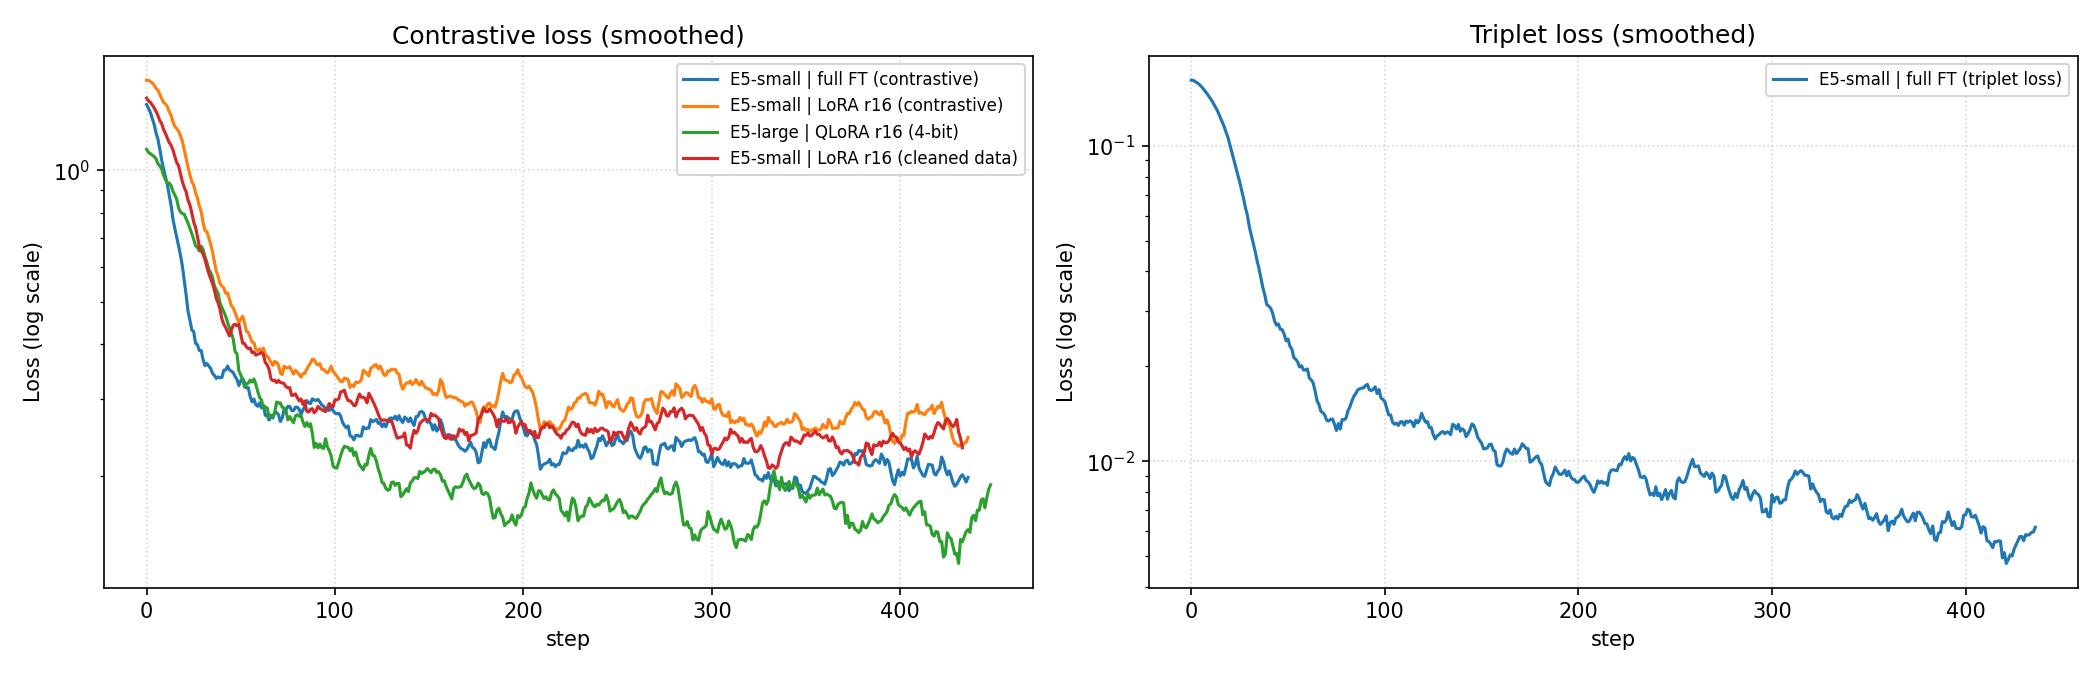 Contrastive loss (smoothed)
E5-small | full FT (contrastive)
E5-small | LoRA r16 (contrastive)
E5-large | QLoRA r16 (4-bit)
E5-small | LoRA r16 (cleaned data)
Loss (log scale)
10⁰
0 100 200 300 400
step
Triplet loss (smoothed)
E5-small | full FT (triplet loss)
Loss (log scale)
10⁻¹
10⁻²
0 100 200 300 400
step